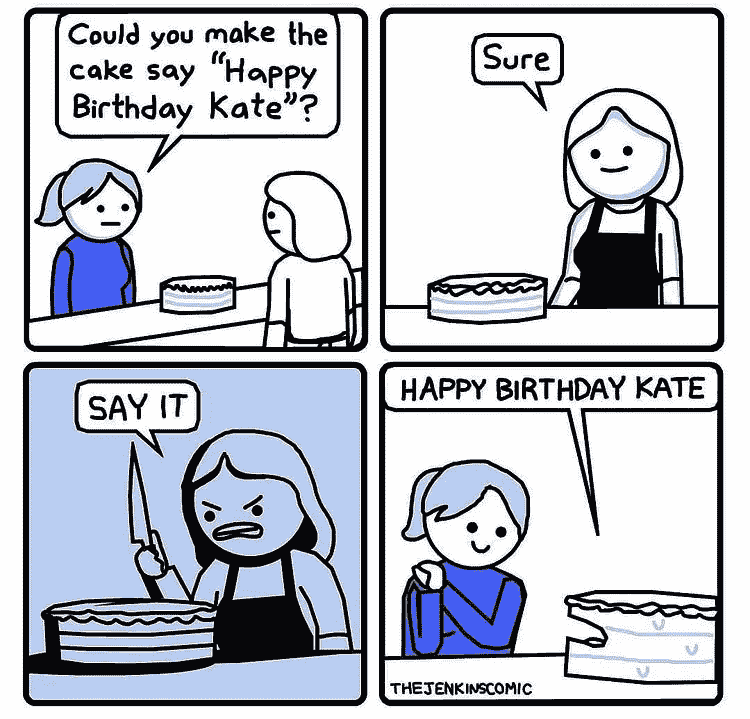 Could you make the
cake say "Happy
Birthday Kate"?
Sure
SAY IT
HAPPY BIRTHDAY KATE
THEJENKINSCOMIC